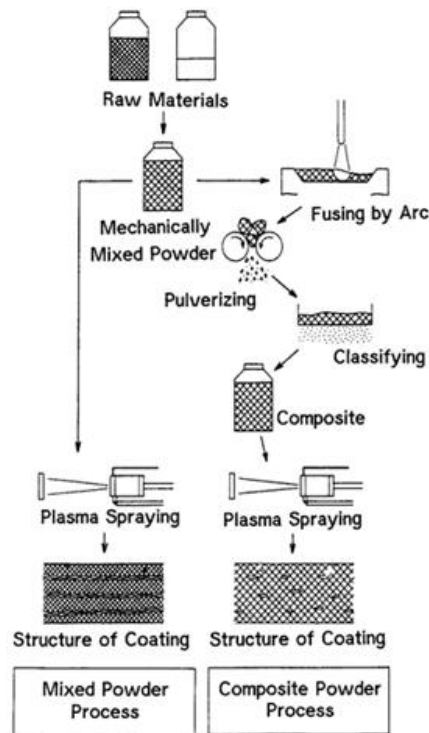 Raw Materials
Mechanically
Mixed Powder
Fusing by Arc
Pulverizing
Classifying
Composite
Plasma Spraying
Plasma Spraying
Structure of Coating
Structure of Coating
Mixed Powder
Process
Composite Powder
Process